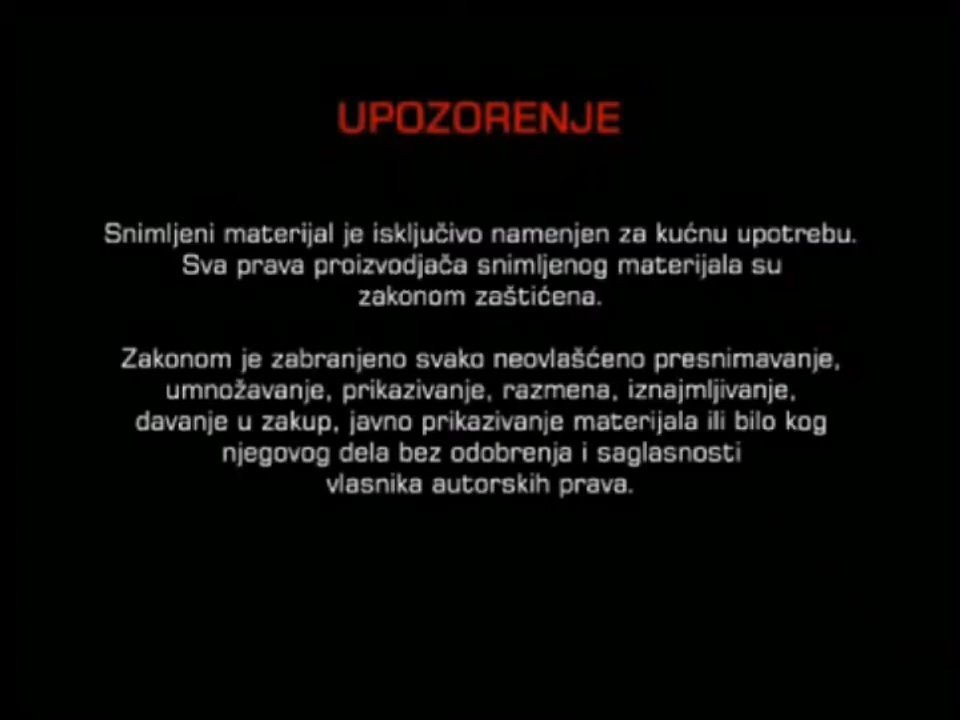 UPOZORENJE
Snimljeni materijal je isključivo namenjen za kućnu upotrebu.
Sva prava proizvodjača snimljenog materijala su
zakonom zaštićena.
Zakonom je zabranjeno svako neovlašćeno presnimavanje,
umnožavanje, prikazivanje, razmena, iznajmljivanje,
davanje u zakup, javno prikazivanje materijala ili bilo kog
njegovog dela bez odobrenja i saglasnosti
vlasnika autorskih prava.